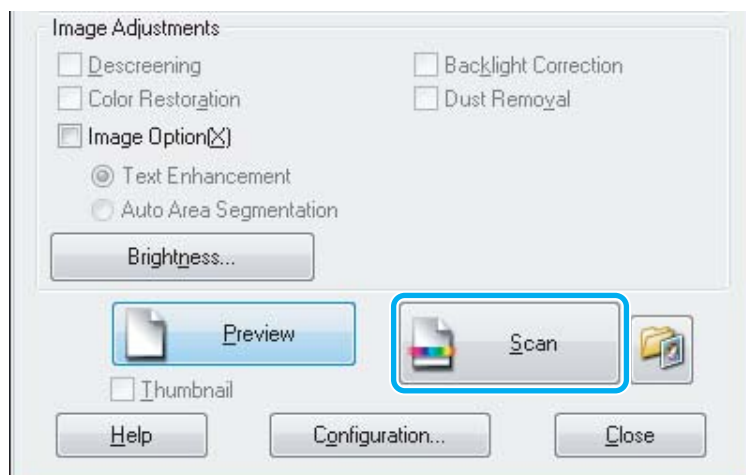 Image Adjustments
Descreening Backlight Correction
Color Restoration Dust Removal
Image Option(X)
Text Enhancement
Auto Area Segmentation
Brightness...
Preview Scan
Thumbnail
Help Configuration... Close